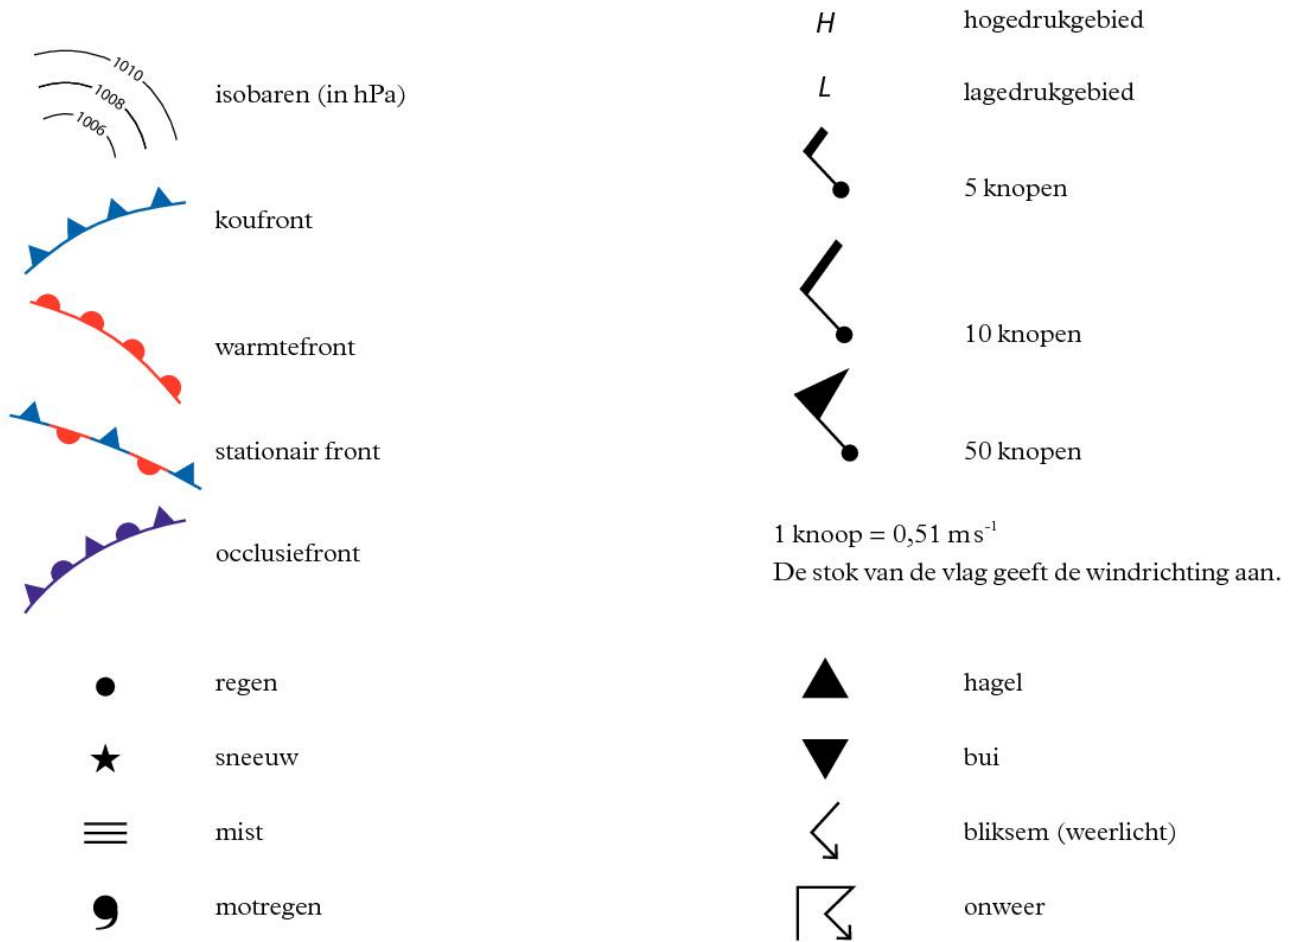 1010
1008
1006
isobaren (in hPa)
koufront
warmtefront
stationair front
occlusiefront
regen
sneeuw
mist
motregen
H
hogedrukgebied
L
lagedrukgebied
5 knopen
10 knopen
50 knopen
1 knoop = 0,51 m s⁻¹
De stok van de vlag geeft de windrichting aan.
hagel
bui
bliksem (weerlicht)
onweer